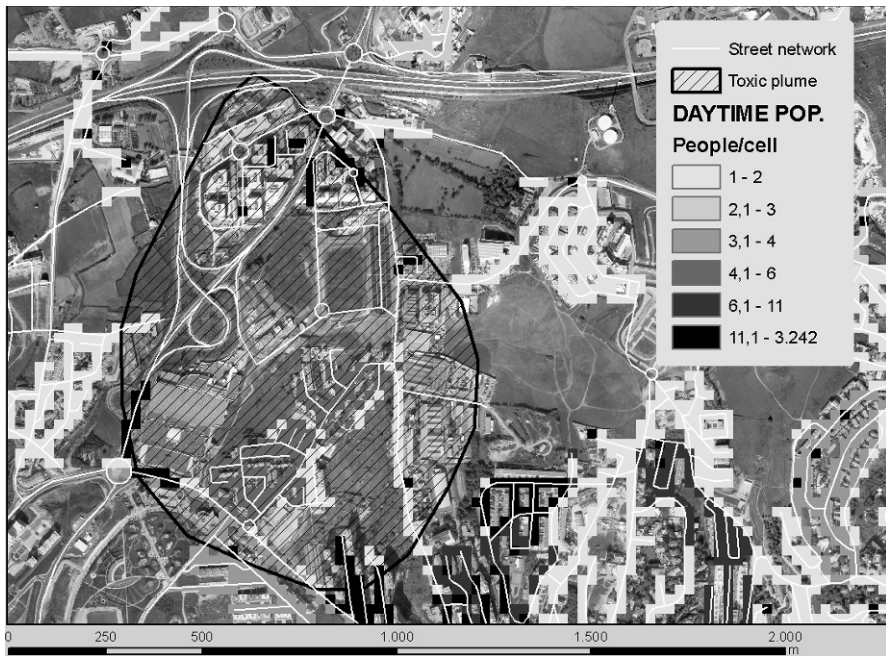 Street network
Toxic plume
DAYTIME POP.
People/cell
1 - 2
2,1 - 3
3,1 - 4
4,1 - 6
6,1 - 11
11,1 - 3.242
0 250 500 1.000 1.500 2.000
m